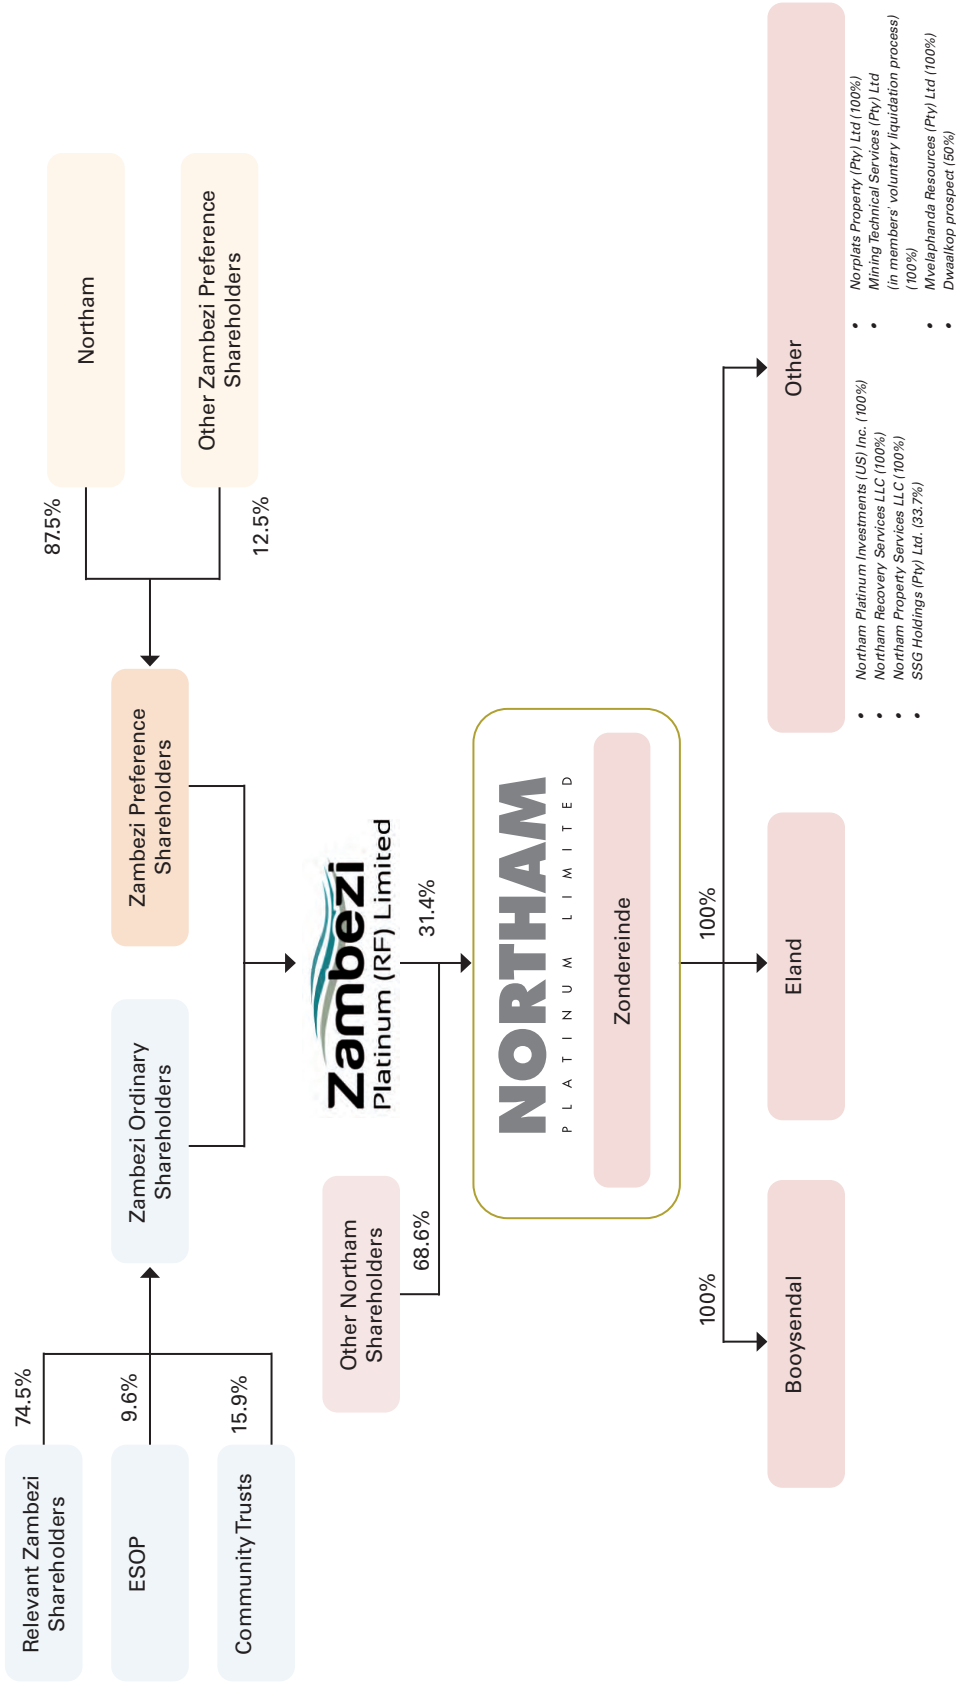 Relevant Zambezi
Shareholders
74.5%
ESOP
9.6%
Community Trusts
15.9%
Zambezi Ordinary
Shareholders
Zambezi Preference
Shareholders
87.5%
Northam
12.5%
Other Zambezi Preference
Shareholders
Zambezi
Platinum (RF) Limited
Other Northam
Shareholders
68.6%
31.4%
NORTHAM
PLATINUM LIMITED
Zondereinde
100%
100%
Booysendal
Eland
Other
• Northam Platinum Investments (US) Inc. (100%)
• Northam Recovery Services LLC (100%)
• Northam Property Services LLC (100%)
• SSG Holdings (Pty) Ltd. (33.7%)
• Norplats Property (Pty) Ltd (100%)
• Mining Technical Services (Pty) Ltd
(in members' voluntary liquidation process)
(100%)
• Mvelaphanda Resources (Pty) Ltd (100%)
• Dwaalkop prospect (50%)